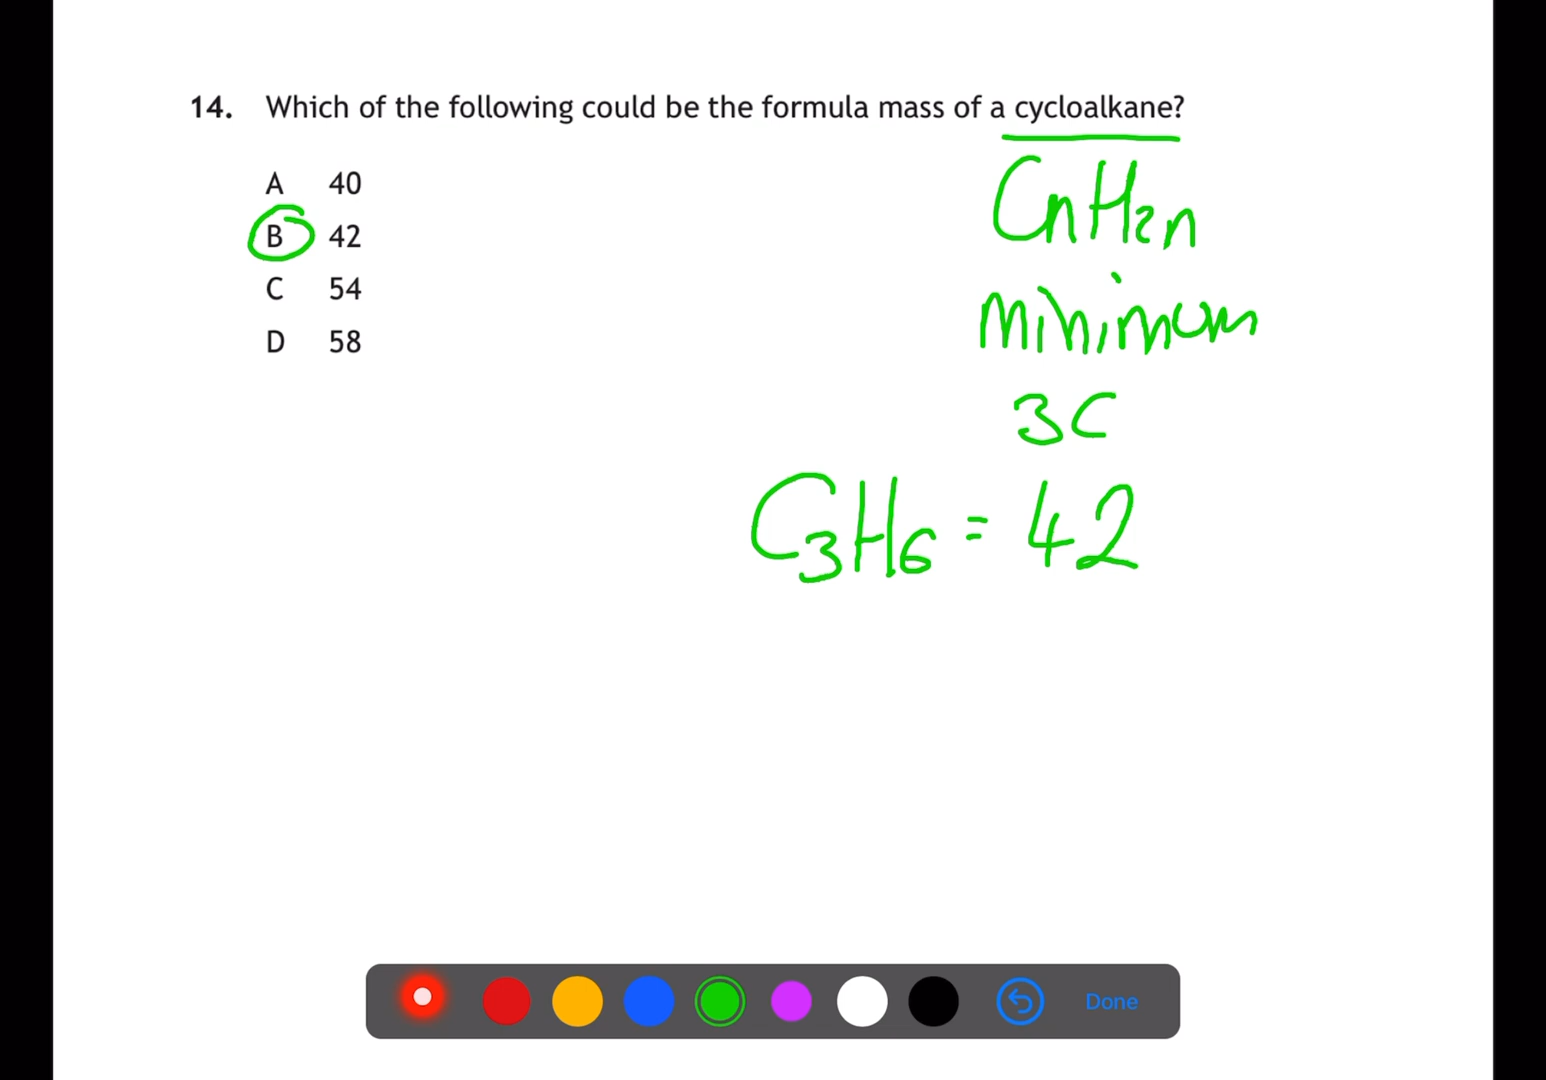 14. Which of the following could be the formula mass of a cycloalkane?
A 40
B 42
C 54
D 58
CnH2n
minimum
3C
C3H6 = 42
Done